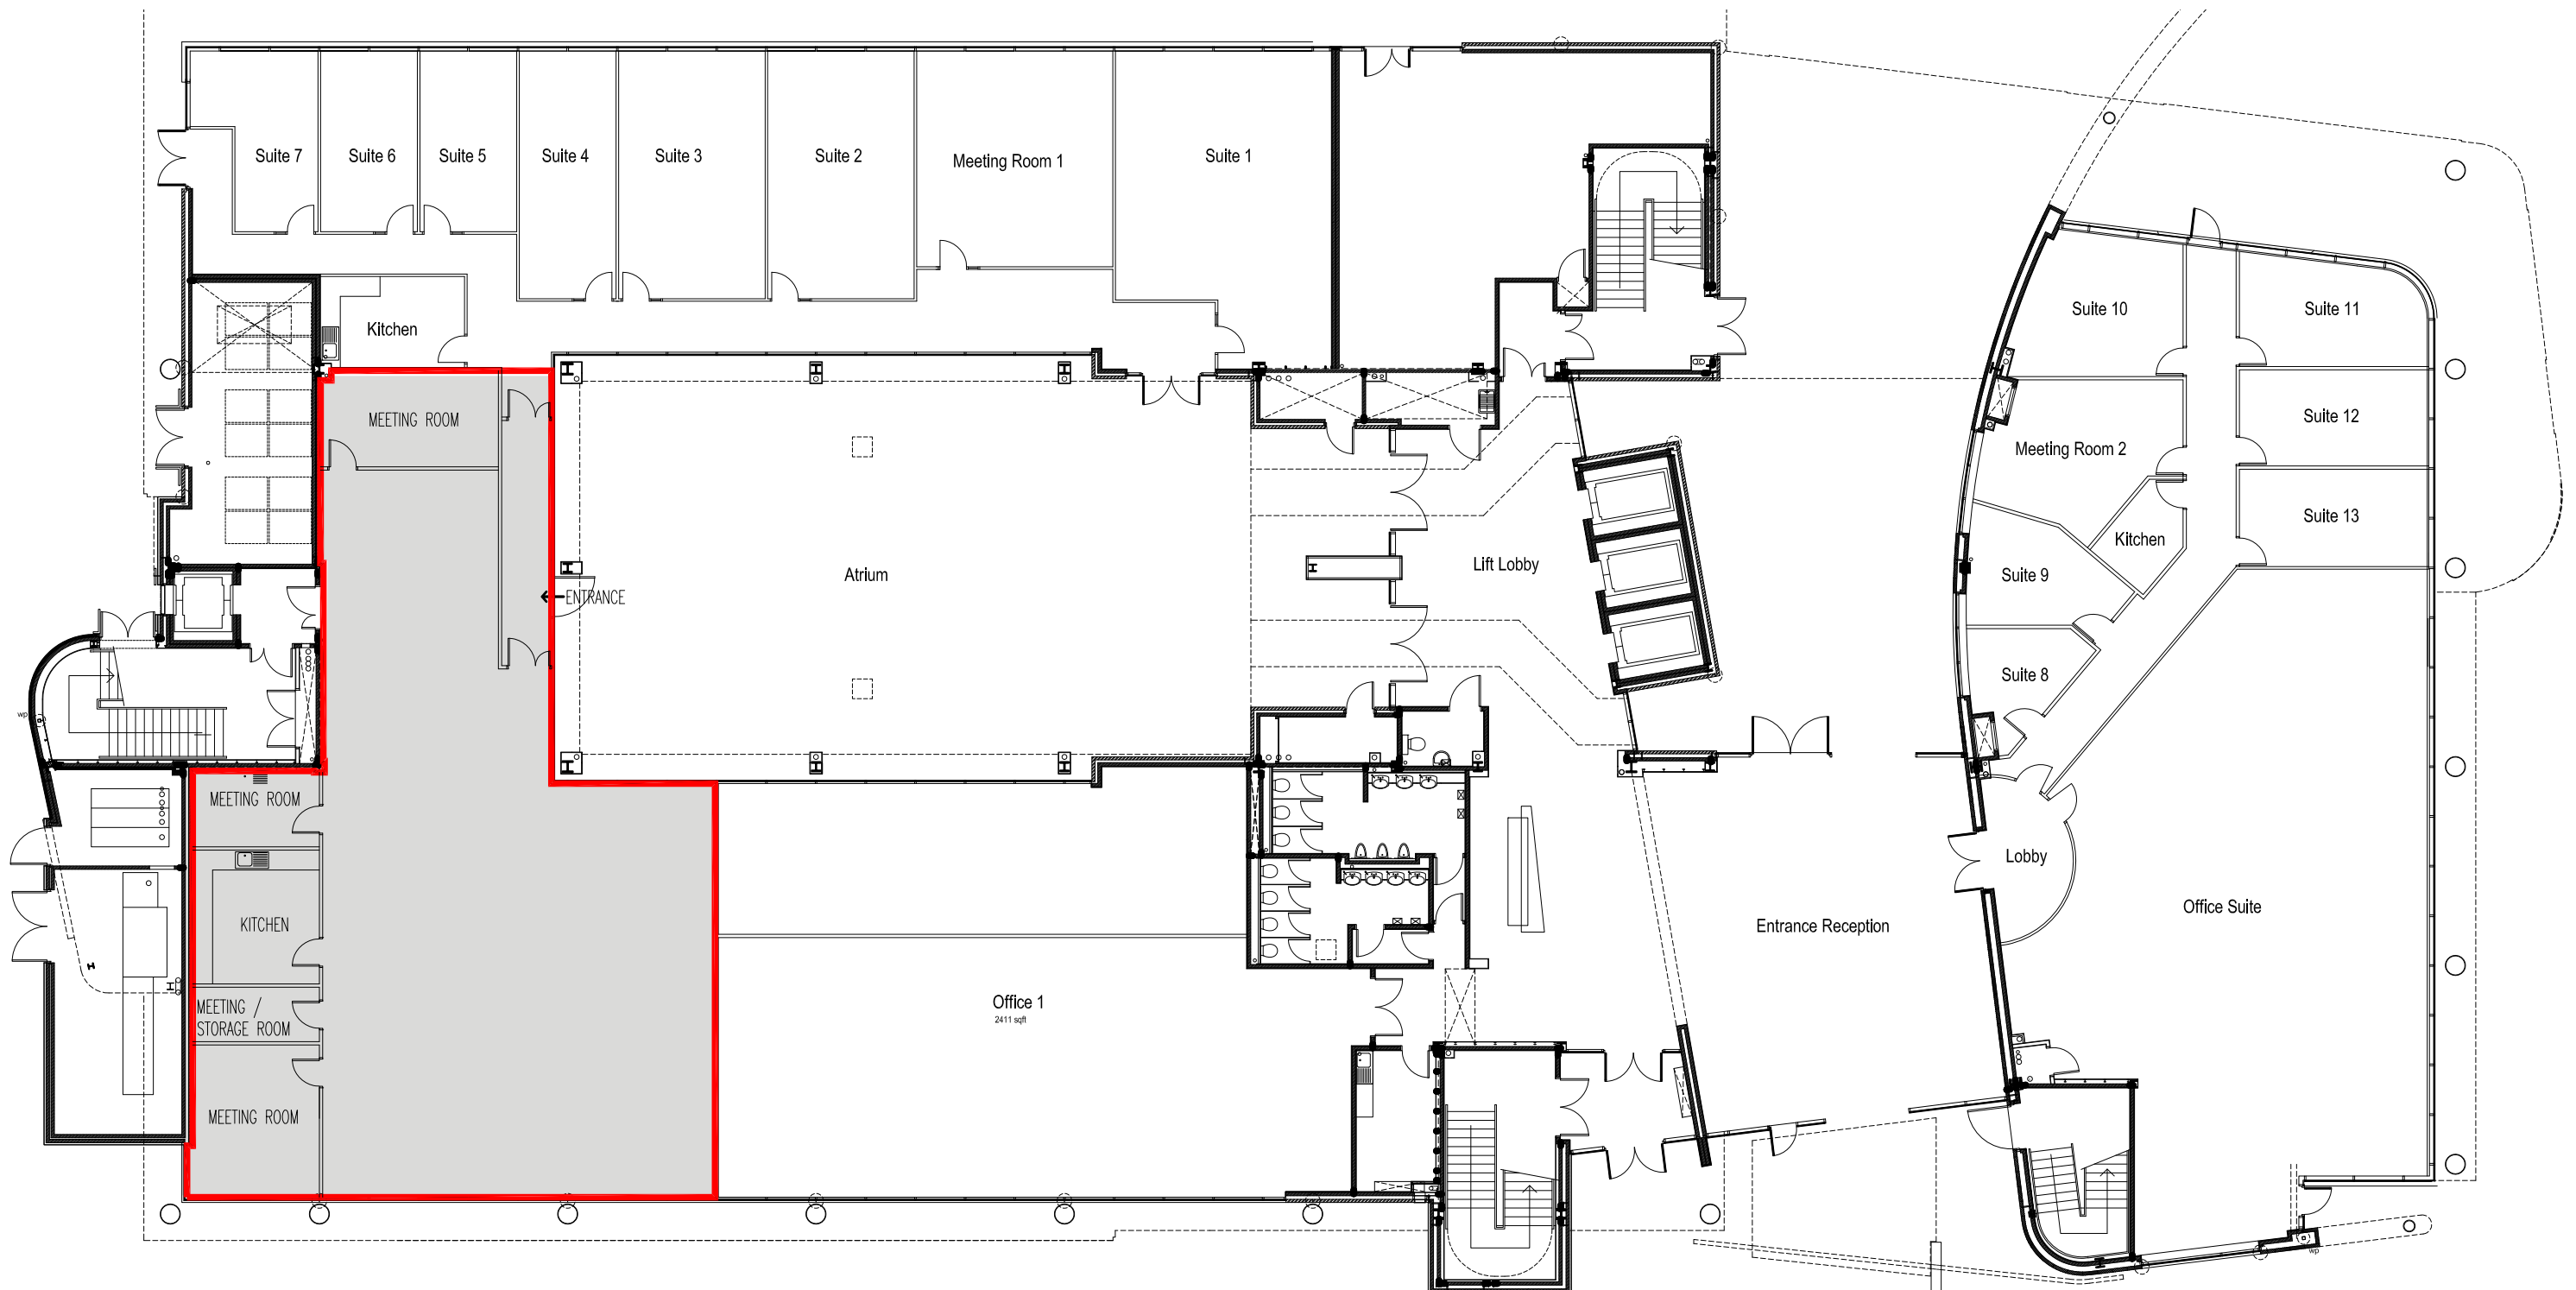 Suite 7
Suite 6
Suite 5
Suite 4
Suite 3
Suite 2
Meeting Room 1
Suite 1
Kitchen
Suite 10
Suite 11
MEETING ROOM
Suite 12
Meeting Room 2
Suite 13
Kitchen
Lift Lobby
Atrium
Suite 9
ENTRANCE
Suite 8
wp
MEETING ROOM
Lobby
KITCHEN
Entrance Reception
Office Suite
MEETING /
STORAGE ROOM
Office 1
2411 sqft
MEETING ROOM
wp